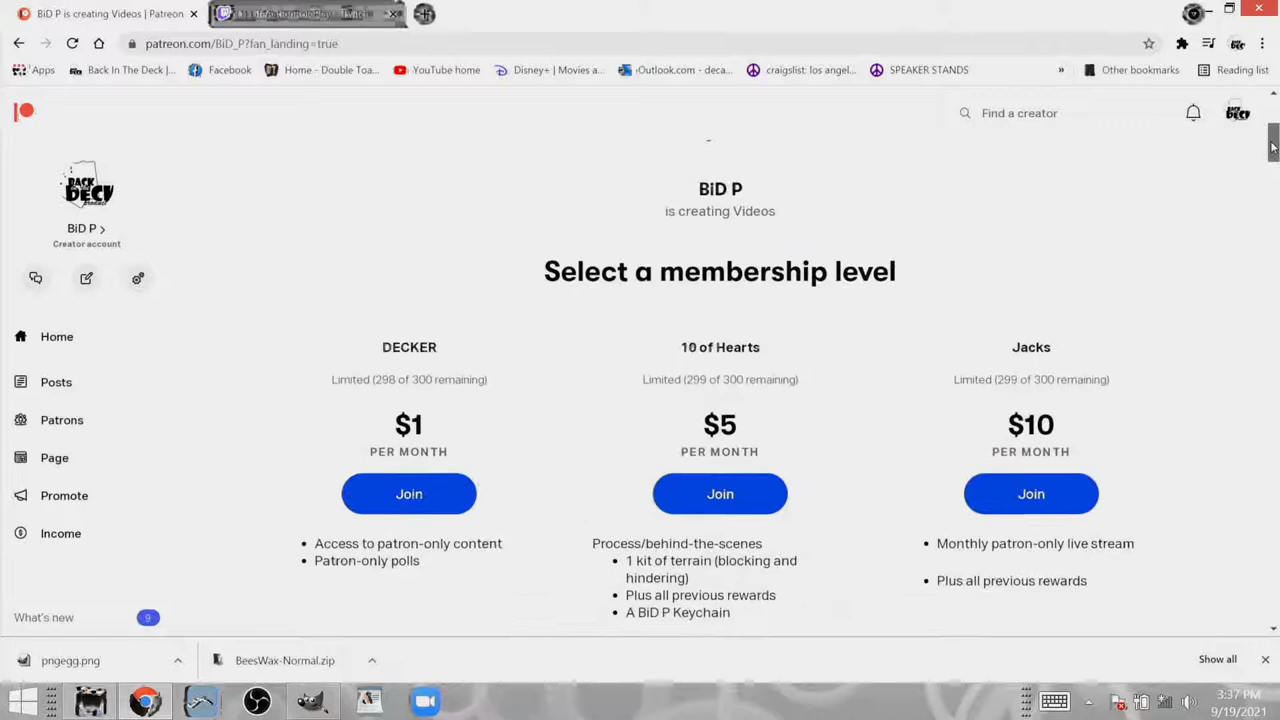 BiD P is creating Videos | Patreon
patreon.com/BiD_P?fan_landing=true
Apps
Back In The Deck |...
Facebook
Home - Double Toa...
YouTube home
Disney+ | Movies a...
Outlook.com - deca...
craigslist: los angel...
SPEAKER STANDS
»
Other bookmarks
Reading list
Find a creator
BACK
DECK
BiD P >
Creator account
Home
Posts
Patrons
Page
Promote
Income
What's new
9
BiD P
is creating Videos
Select a membership level
DECKER
Limited (298 of 300 remaining)
$1
PER MONTH
Join
• Access to patron-only content
• Patron-only polls
10 of Hearts
Limited (299 of 300 remaining)
$5
PER MONTH
Join
Process/behind-the-scenes
• 1 kit of terrain (blocking and
hindering)
• Plus all previous rewards
• A BiD P Keychain
Jacks
Limited (299 of 300 remaining)
$10
PER MONTH
Join
• Monthly patron-only live stream
• Plus all previous rewards
pngegg.png
BeesWax-Normal.zip
Show all
3:37 PM
9/19/2021